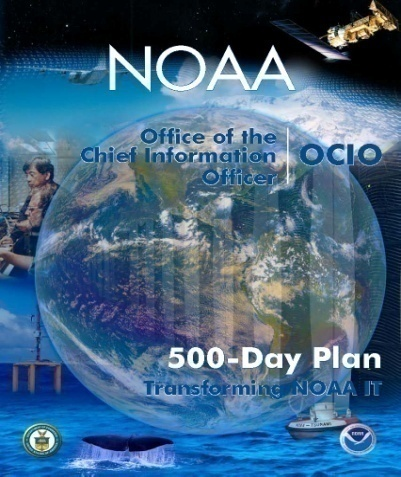 NOAA
Office of the
Chief Information
Officer
OCIO
500-Day Plan
Transforming NOAA IT